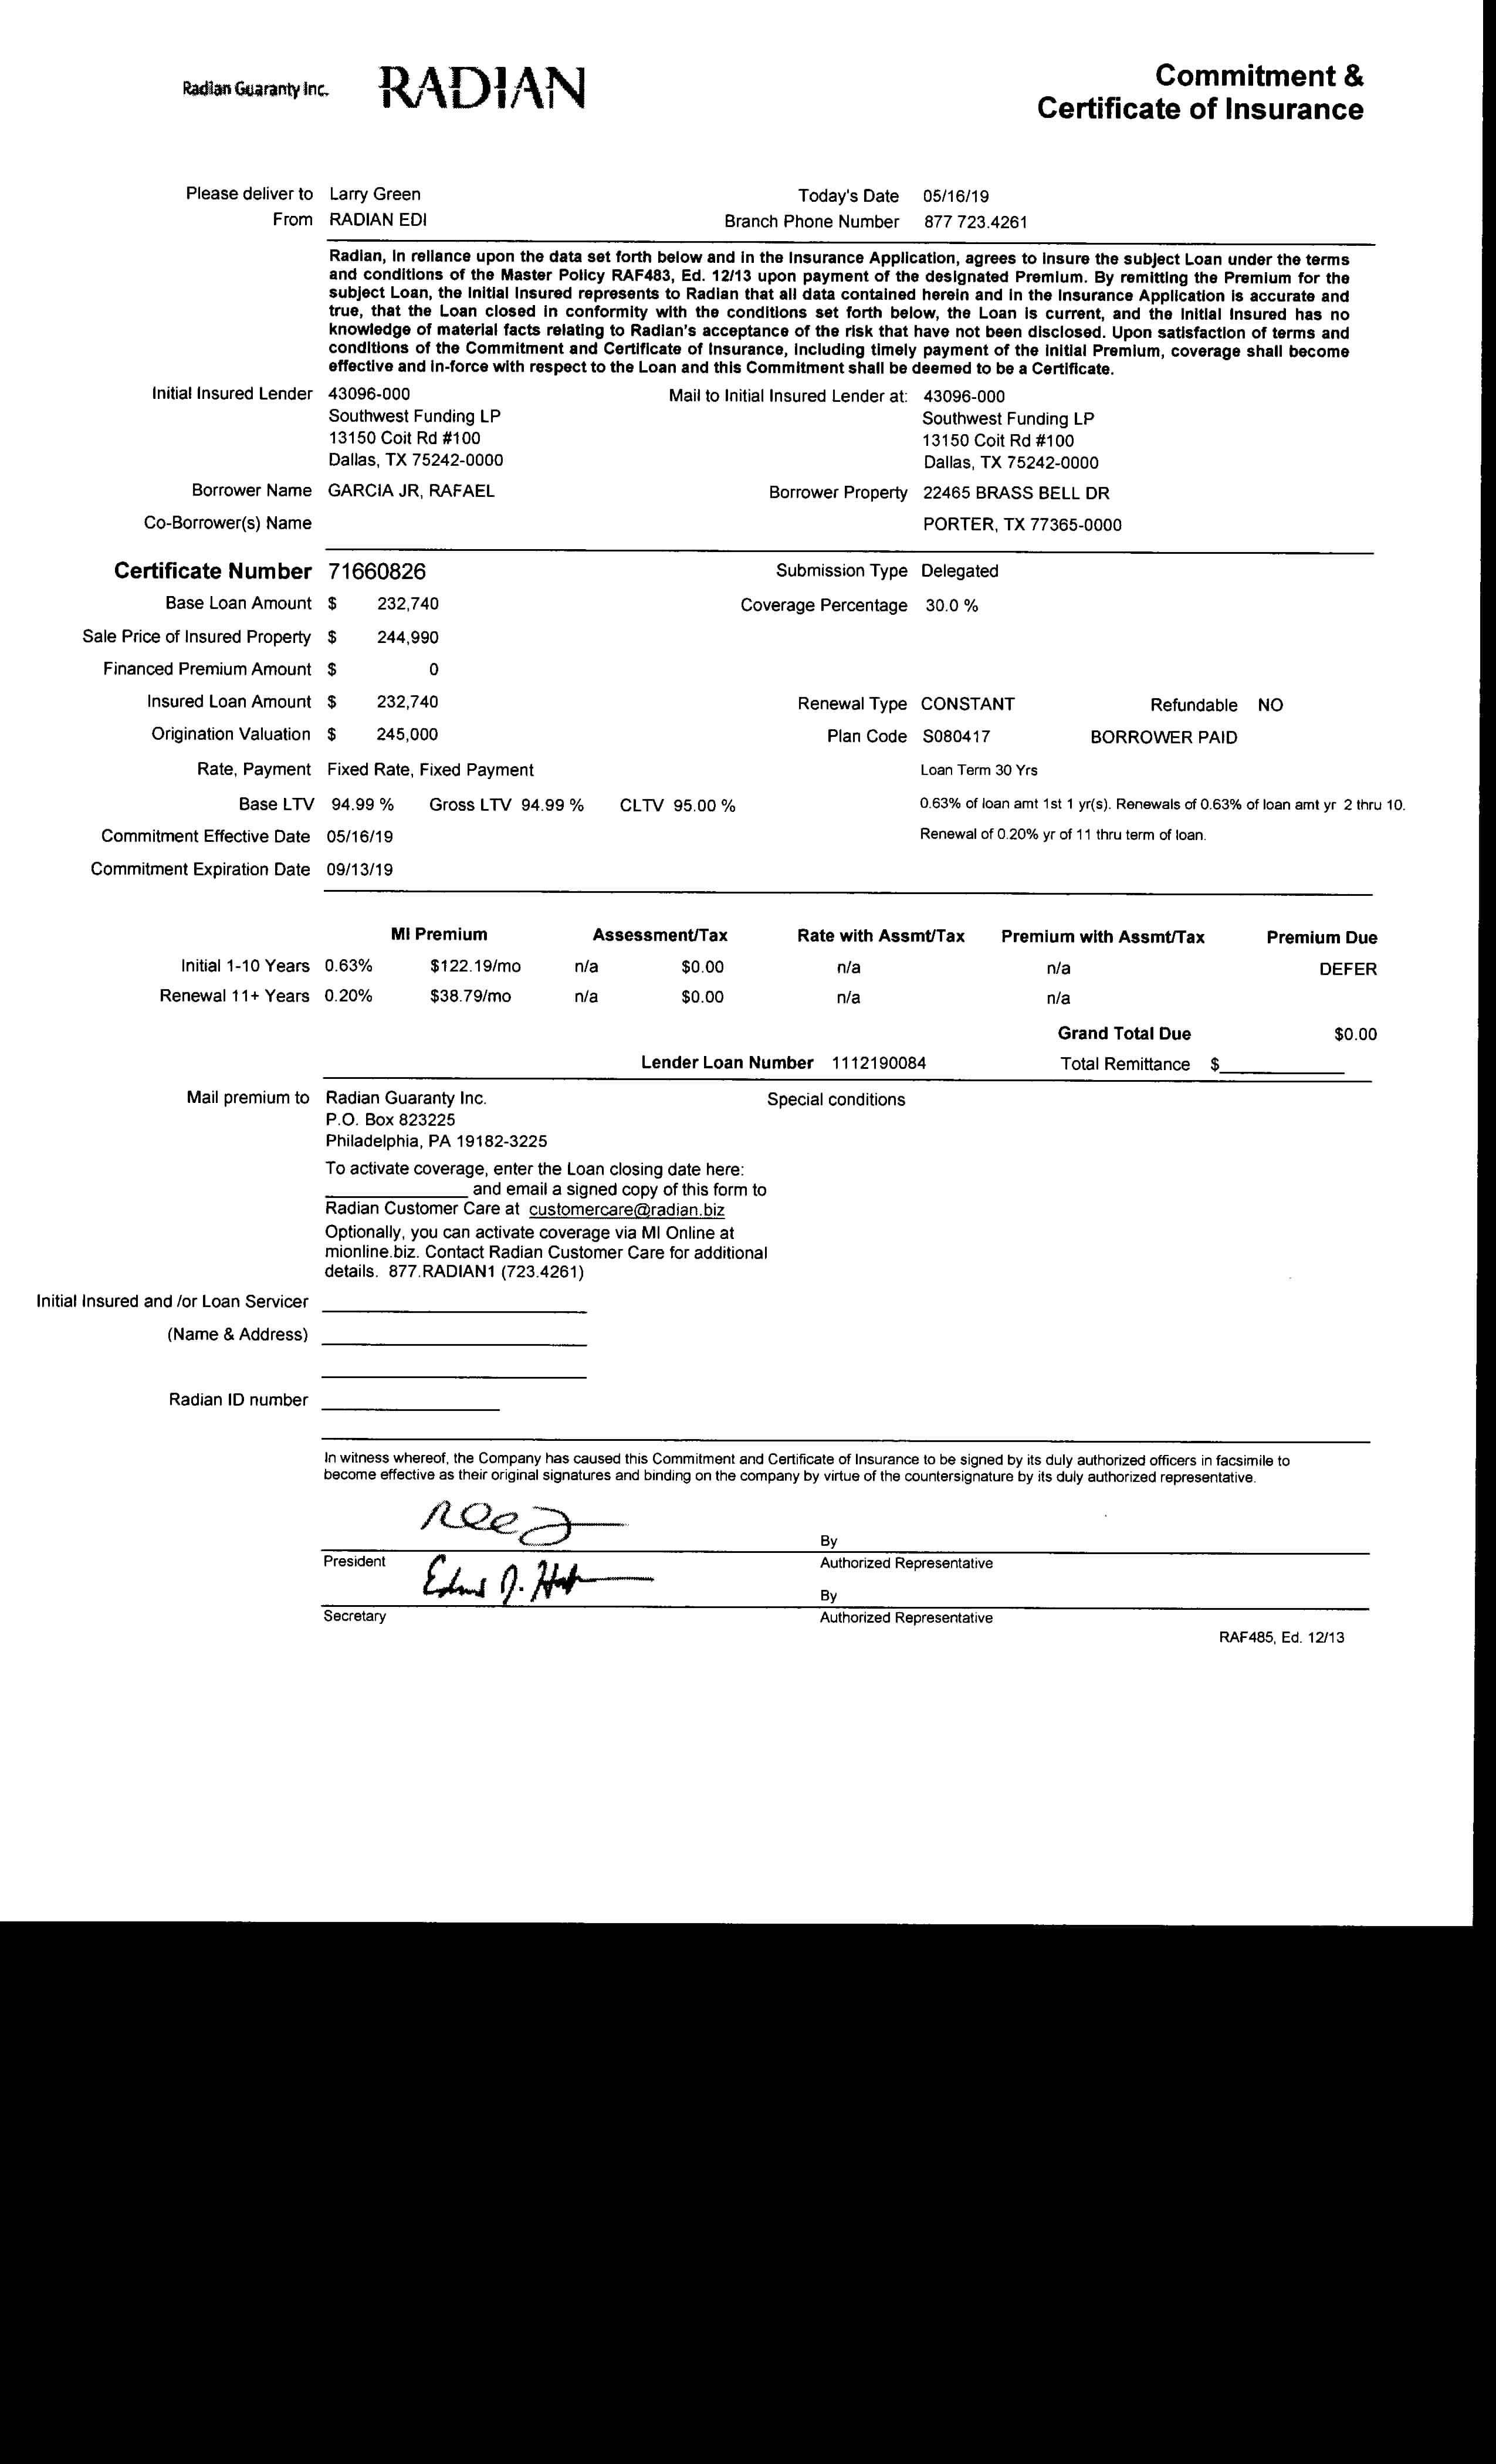 Radian Guaranty Inc. RADIAN
Commitment &
Certificate of Insurance
Please deliver to Larry Green Today's Date 05/16/19
From RADIAN EDI Branch Phone Number 877 723.4261
Radian, in reliance upon the data set forth below and in the Insurance Application, agrees to insure the subject Loan under the terms
and conditions of the Master Policy RAF483, Ed. 12/13 upon payment of the designated Premium. By remitting the Premium for the
subject Loan, the Initial Insured represents to Radian that all data contained herein and in the Insurance Application is accurate and
true, that the Loan closed in conformity with the conditions set forth below, the Loan is current, and the Initial Insured has no
knowledge of material facts relating to Radian's acceptance of the risk that have not been disclosed. Upon satisfaction of terms and
conditions of the Commitment and Certificate of Insurance, including timely payment of the Initial Premium, coverage shall become
effective and in-force with respect to the Loan and this Commitment shall be deemed to be a Certificate.
Initial Insured Lender 43096-000 Mail to Initial Insured Lender at: 43096-000
Southwest Funding LP Southwest Funding LP
13150 Coit Rd #100 13150 Coit Rd #100
Dallas, TX 75242-0000 Dallas, TX 75242-0000
Borrower Name GARCIA JR, RAFAEL Borrower Property 22465 BRASS BELL DR
Co-Borrower(s) Name PORTER, TX 77365-0000
Certificate Number 71660826 Submission Type Delegated
Base Loan Amount $ 232,740 Coverage Percentage 30.0 %
Sale Price of Insured Property $ 244,990
Financed Premium Amount $ 0
Insured Loan Amount $ 232,740 Renewal Type CONSTANT Refundable NO
Origination Valuation $ 245,000 Plan Code S080417 BORROWER PAID
Rate, Payment Fixed Rate, Fixed Payment Loan Term 30 Yrs
Base LTV 94.99 % Gross LTV 94.99 % CLTV 95.00 % 0.63% of loan amt 1st 1 yr(s). Renewals of 0.63% of loan amt yr 2 thru 10.
Commitment Effective Date 05/16/19 Renewal of 0.20% yr of 11 thru term of loan.
Commitment Expiration Date 09/13/19
MI Premium Assessment/Tax Rate with Assmt/Tax Premium with Assmt/Tax Premium Due
Initial 1-10 Years 0.63% $122.19/mo n/a $0.00 n/a n/a DEFER
Renewal 11+ Years 0.20% $38.79/mo n/a $0.00 n/a n/a
Grand Total Due $0.00
Lender Loan Number 1112190084 Total Remittance $
Mail premium to Radian Guaranty Inc. Special conditions
P.O. Box 823225
Philadelphia, PA 19182-3225
To activate coverage, enter the Loan closing date here:
and email a signed copy of this form to
Radian Customer Care at customercare@radian.biz
Optionally, you can activate coverage via MI Online at
mionline.biz. Contact Radian Customer Care for additional
details. 877.RADIAN1 (723.4261)
Initial Insured and /or Loan Servicer
(Name & Address)
Radian ID number
In witness whereof, the Company has caused this Commitment and Certificate of Insurance to be signed by its duly authorized officers in facsimile to
become effective as their original signatures and binding on the company by virtue of the countersignature by its duly authorized representative.
By
President Authorized Representative
By
Secretary Authorized Representative
RAF485, Ed. 12/13